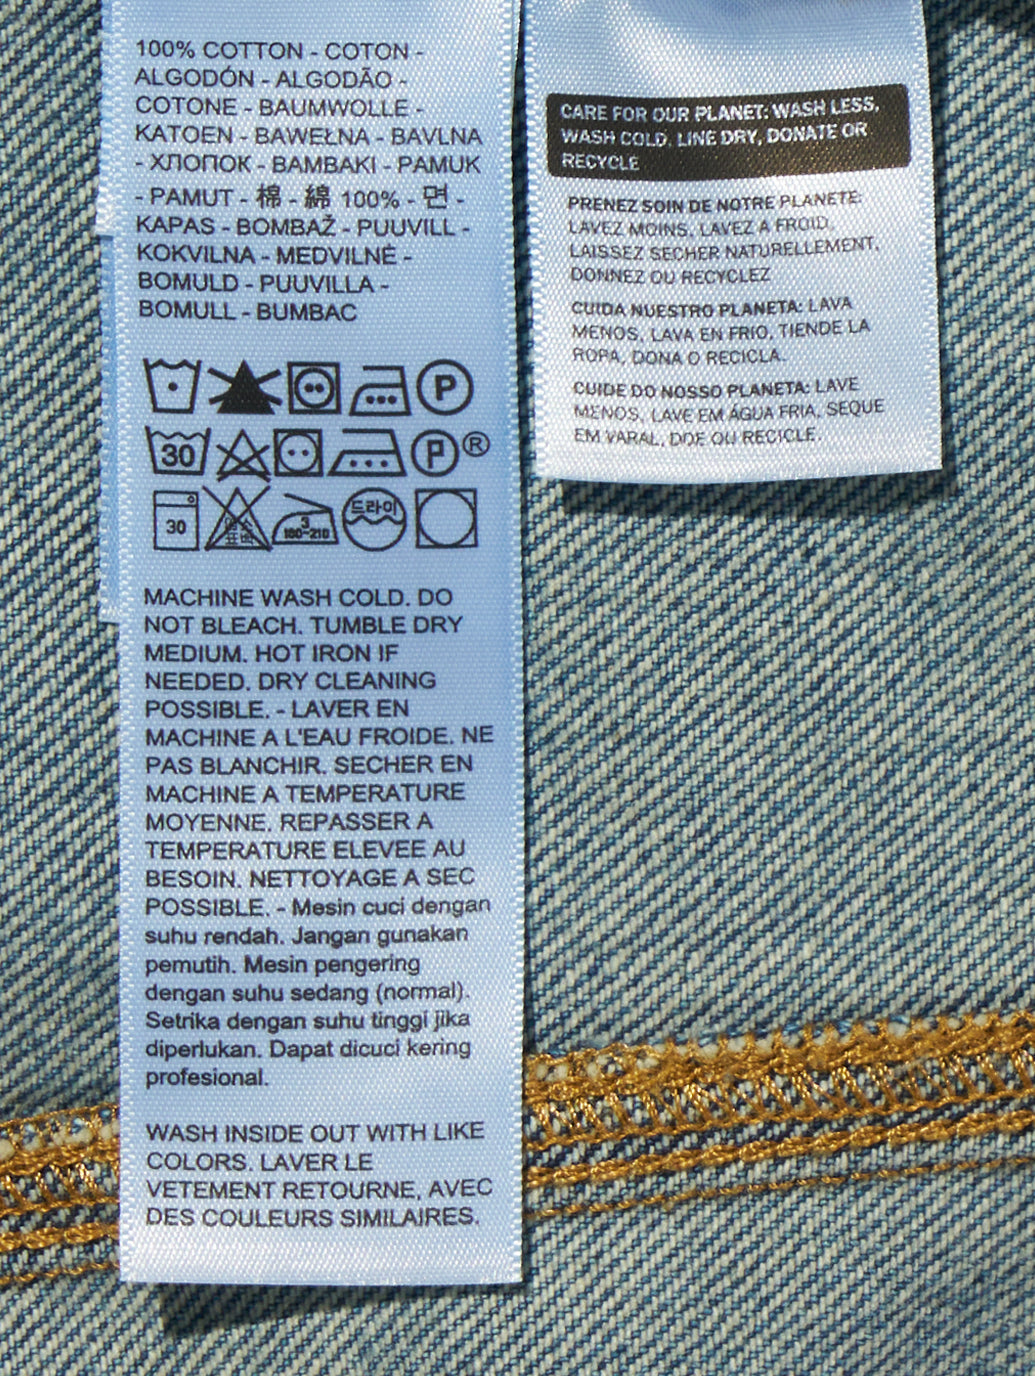 100% COTTON - COTON -
ALGODÓN - ALGODÃO -
COTONE - BAUMWOLLE -
KATOEN - BAWEŁNA - BAVLNA
- ХЛОПОК - BAMBAKI - PAMUK
- PAMUT - 棉 - 綿 100% - 면 -
KAPAS - BOMBAŽ - PUUVILL -
KOKVILNA - MEDVILNĖ -
BOMULD - PUUVILLA -
BOMULL - BUMBAC
P
30 P ®
30 3 180-210 드라이
MACHINE WASH COLD. DO
NOT BLEACH. TUMBLE DRY
MEDIUM. HOT IRON IF
NEEDED. DRY CLEANING
POSSIBLE. - LAVER EN
MACHINE A L'EAU FROIDE. NE
PAS BLANCHIR. SECHER EN
MACHINE A TEMPERATURE
MOYENNE. REPASSER A
TEMPERATURE ELEVEE AU
BESOIN. NETTOYAGE A SEC
POSSIBLE. - Mesin cuci dengan
suhu rendah. Jangan gunakan
pemutih. Mesin pengering
dengan suhu sedang (normal).
Setrika dengan suhu tinggi jika
diperlukan. Dapat dicuci kering
profesional.
WASH INSIDE OUT WITH LIKE
COLORS. LAVER LE
VETEMENT RETOURNE, AVEC
DES COULEURS SIMILAIRES.
CARE FOR OUR PLANET: WASH LESS,
WASH COLD, LINE DRY, DONATE OR
RECYCLE
PRENEZ SOIN DE NOTRE PLANETE:
LAVEZ MOINS, LAVEZ A FROID,
LAISSEZ SECHER NATURELLEMENT,
DONNEZ OU RECYCLEZ
CUIDA NUESTRO PLANETA: LAVA
MENOS, LAVA EN FRIO, TIENDE LA
ROPA, DONA O RECICLA.
CUIDE DO NOSSO PLANETA: LAVE
MENOS, LAVE EM ÁGUA FRIA, SEQUE
EM VARAL, DOE OU RECICLE.